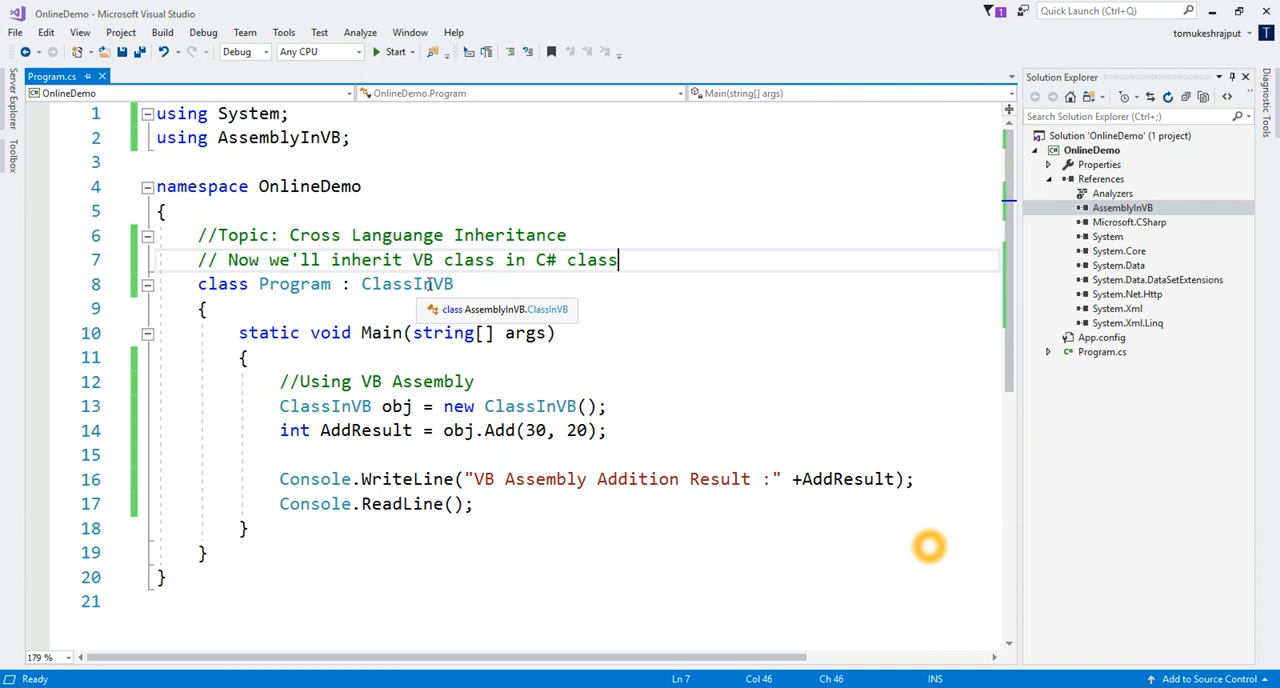 OnlineDemo - Microsoft Visual Studio
1
Quick Launch (Ctrl+Q)
File Edit View Project Build Debug Team Tools Test Analyze Window Help
tomukeshrajput
T
Debug
Any CPU
Start
Program.cs
OnlineDemo
OnlineDemo.Program
Main(string[] args)
Server Explorer
Toolbox
1 using System;
2 using AssemblyInVB;
3
4 namespace OnlineDemo
5 {
6 //Topic: Cross Languange Inheritance
7 // Now we'll inherit VB class in C# class
8 class Program : ClassInVB
class AssemblyInVB.ClassInVB
9 {
10 static void Main(string[] args)
11 {
12 //Using VB Assembly
13 ClassInVB obj = new ClassInVB();
14 int AddResult = obj.Add(30, 20);
15
16 Console.WriteLine("VB Assembly Addition Result :" +AddResult);
17 Console.ReadLine();
18 }
19 }
20 }
21
179 %
Solution Explorer
Search Solution Explorer (Ctrl+;)
Solution 'OnlineDemo' (1 project)
OnlineDemo
Properties
References
Analyzers
AssemblyInVB
Microsoft.CSharp
System
System.Core
System.Data
System.Data.DataSetExtensions
System.Net.Http
System.Xml
System.Xml.Linq
App.config
Program.cs
Diagnostic Tools
Ready
Ln 7
Col 46
Ch 46
INS
Add to Source Control